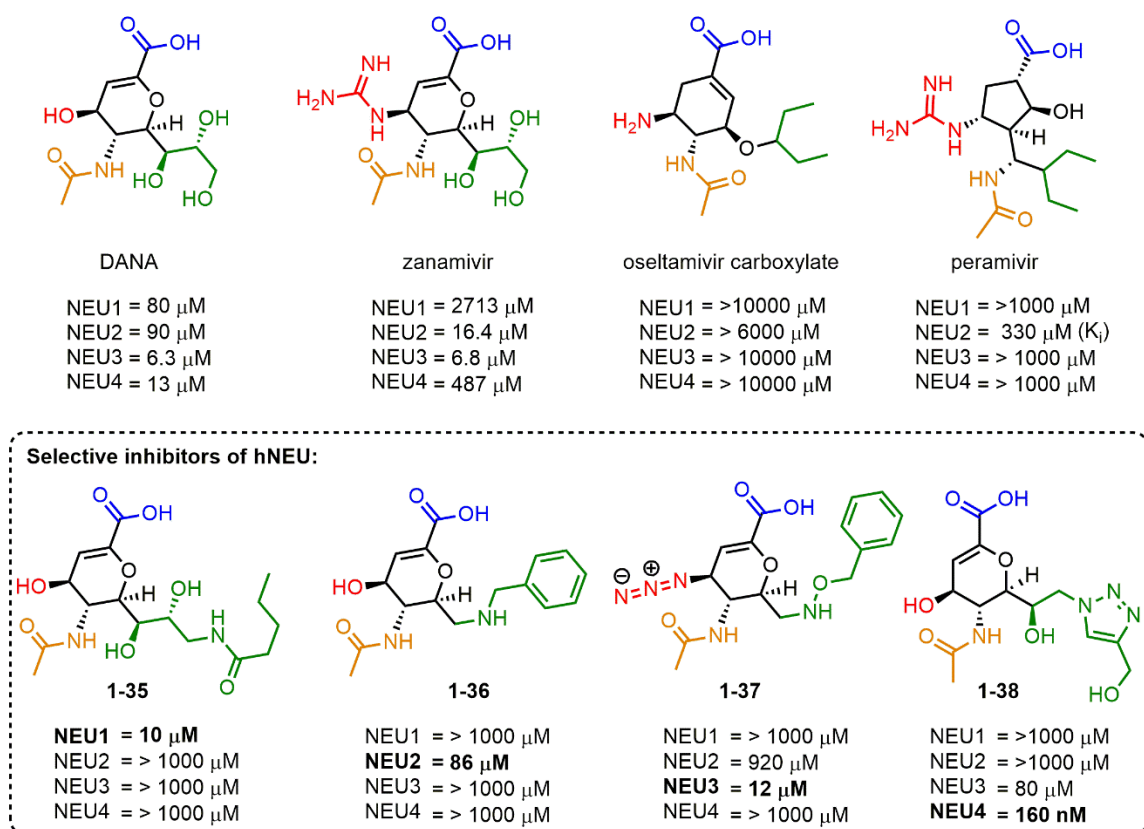 DANA
NEU1 = 80 μM
NEU2 = 90 μM
NEU3 = 6.3 μM
NEU4 = 13 μM
zanamivir
NEU1 = 2713 μM
NEU2 = 16.4 μM
NEU3 = 6.8 μM
NEU4 = 487 μM
oseltamivir carboxylate
NEU1 = >10000 μM
NEU2 = > 6000 μM
NEU3 = > 10000 μM
NEU4 = > 10000 μM
peramivir
NEU1 = >1000 μM
NEU2 = 330 μM (Ki)
NEU3 = > 1000 μM
NEU4 = > 1000 μM
Selective inhibitors of hNEU:
1-35
NEU1 = 10 μM
NEU2 = > 1000 μM
NEU3 = > 1000 μM
NEU4 = > 1000 μM
1-36
NEU1 = > 1000 μM
NEU2 = 86 μM
NEU3 = > 1000 μM
NEU4 = > 1000 μM
1-37
NEU1 = > 1000 μM
NEU2 = 920 μM
NEU3 = 12 μM
NEU4 = > 1000 μM
1-38
NEU1 = > 1000 μM
NEU2 = >1000 μM
NEU3 = 80 μM
NEU4 = 160 nM